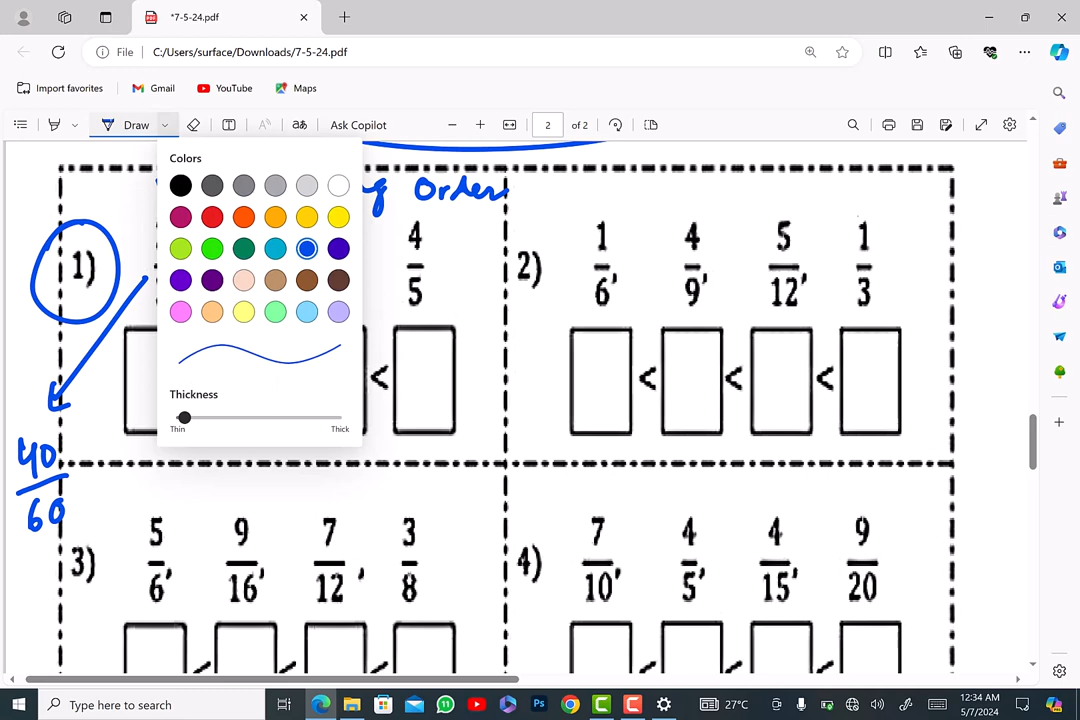 *7-5-24.pdf
File C:/Users/surface/Downloads/7-5-24.pdf
Import favorites Gmail YouTube Maps
Draw aあ Ask Copilot 2 of 2
Colors
Order
1) 4/5
2) 1/6, 4/9, 5/12, 1/3
<
< < <
Thickness
Thin Thick
40/60
3) 5/6, 9/16, 7/12, 3/8
4) 7/10, 4/5, 4/15, 9/20
< < <
< < <
Type here to search
27°C
12:34 AM
5/7/2024